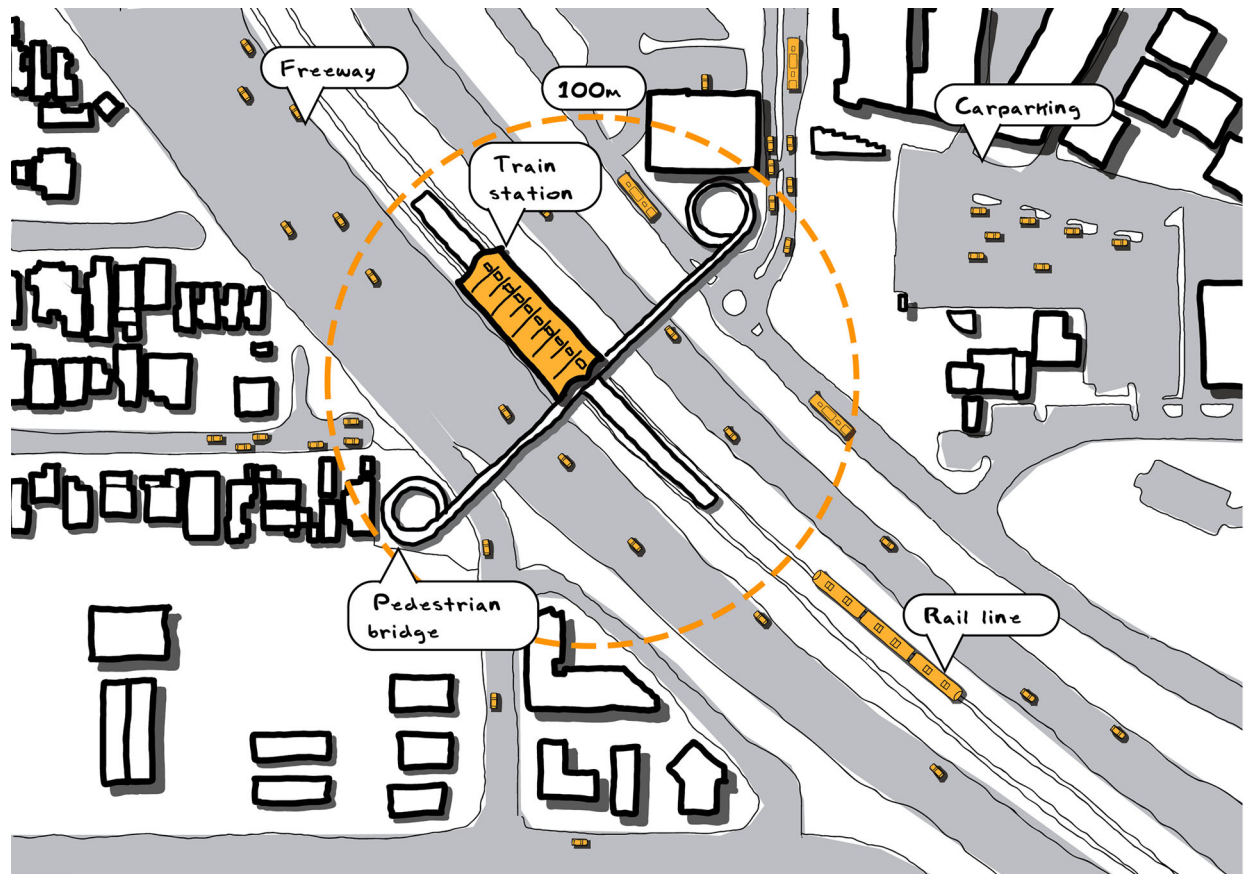 Freeway
100m
Carparking
Train
station
Pedestrian
bridge
Rail line